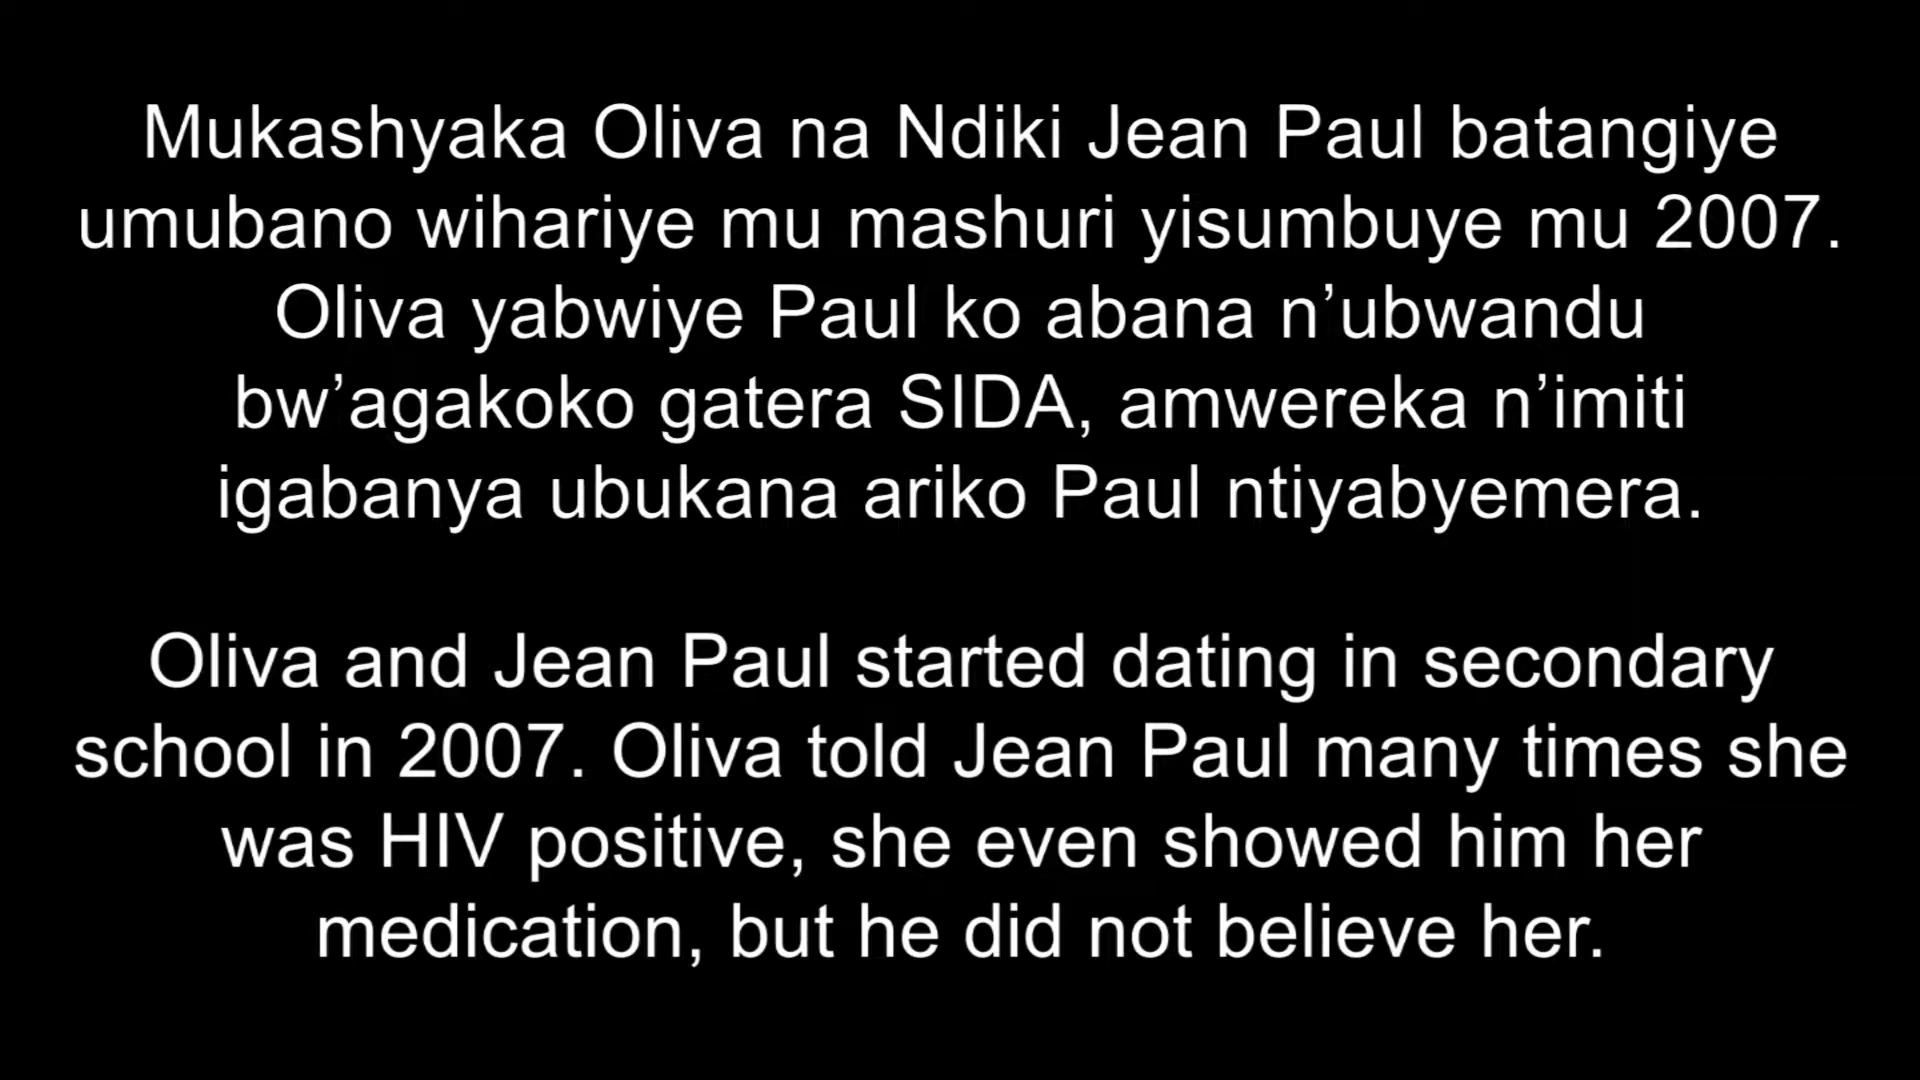 Mukashyaka Oliva na Ndiki Jean Paul batangiye
umubano wihariye mu mashuri yisumbuye mu 2007.
Oliva yabwiye Paul ko abana n’ubwandu
bw’agakoko gatera SIDA, amwereka n’imiti
igabanya ubukana ariko Paul ntiyabyemera.
Oliva and Jean Paul started dating in secondary
school in 2007. Oliva told Jean Paul many times she
was HIV positive, she even showed him her
medication, but he did not believe her.